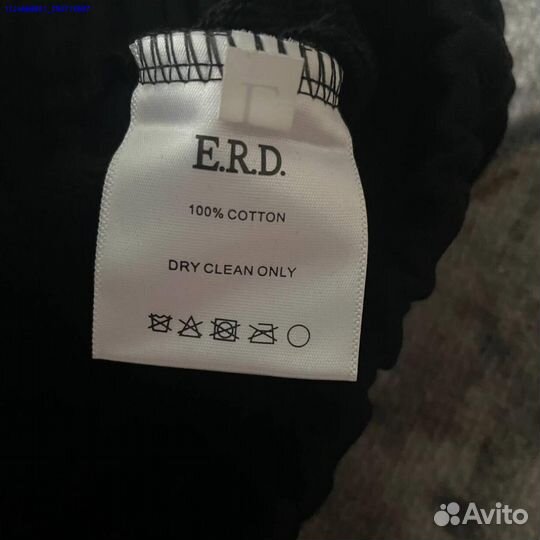 E.R.D.
100% COTTON
DRY CLEAN ONLY
Avito